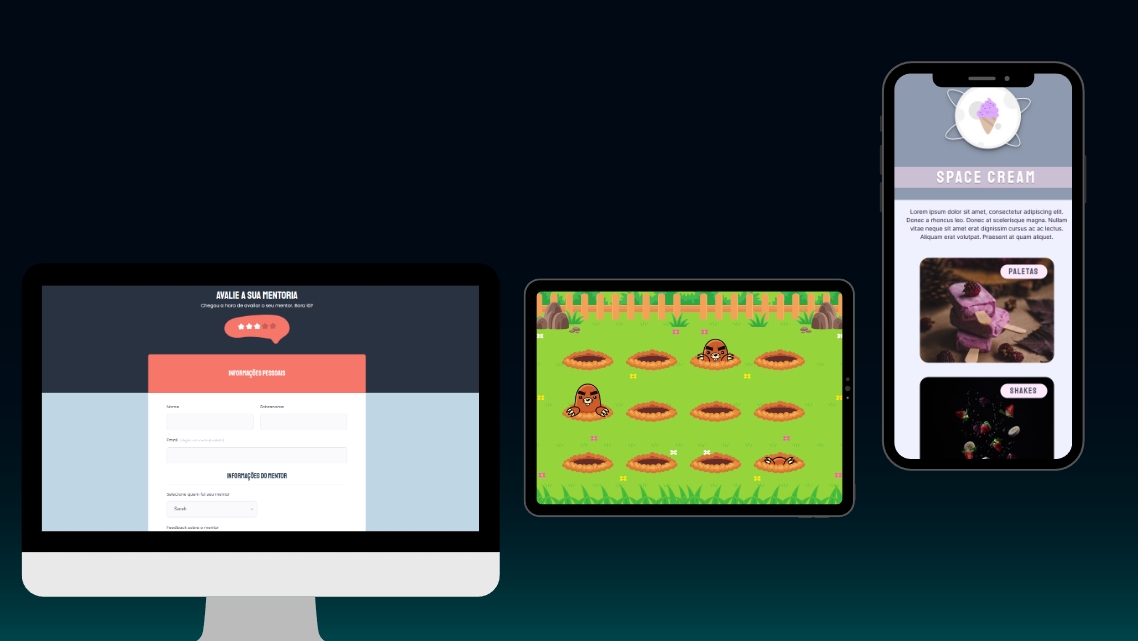 AVALIE A SUA MENTORIA
Chegou a hora de avaliar o seu mentor. Bora lá?
INFORMAÇÕES PESSOAIS
Nome
Sobrenome
Email
INFORMAÇÕES DO MENTOR
Selecione quem foi seu mentor
Sarah
Feedback sobre o mentor
SPACE CREAM
Lorem ipsum dolor sit amet, consectetur adipiscing elit.
Donec a rhoncus leo. Donec at scelerisque magna. Nullam
vitae neque sit amet erat dignissim cursus ac ac lectus.
Aliquam erat volutpat. Praesent at quam aliquet.
PALETAS
SHAKES